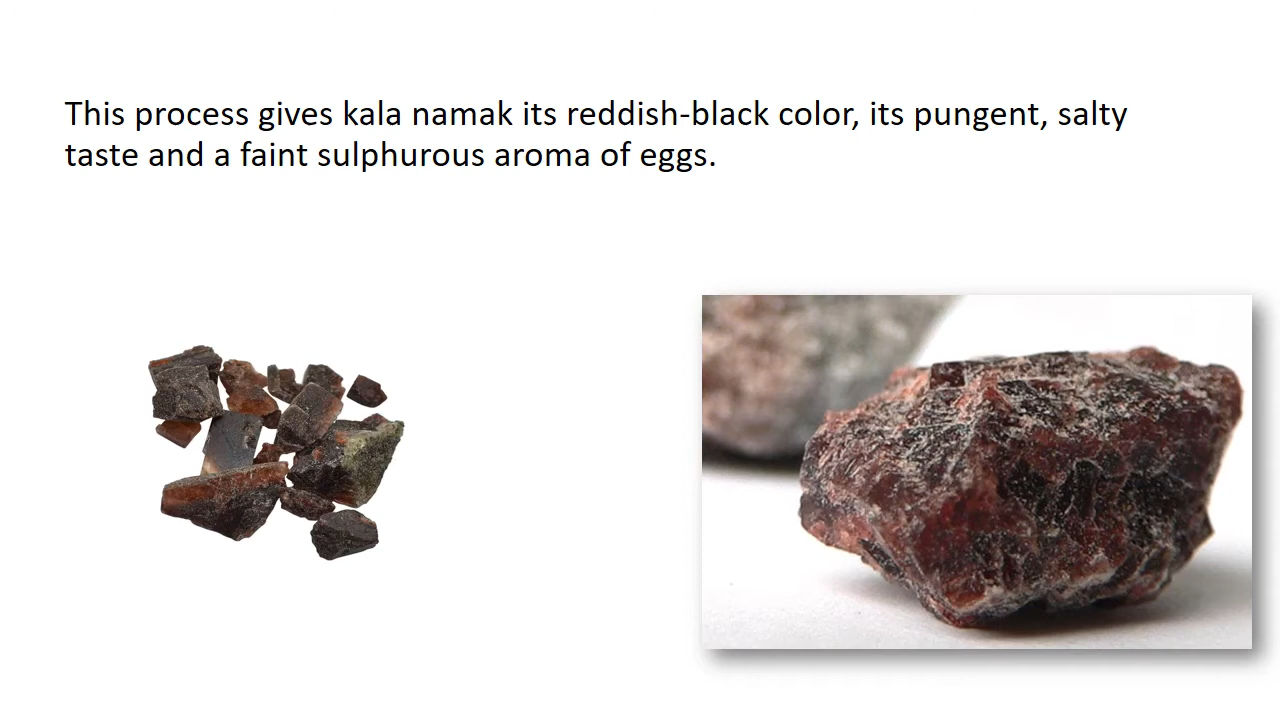 This process gives kala namak its reddish-black color, its pungent, salty
taste and a faint sulphurous aroma of eggs.